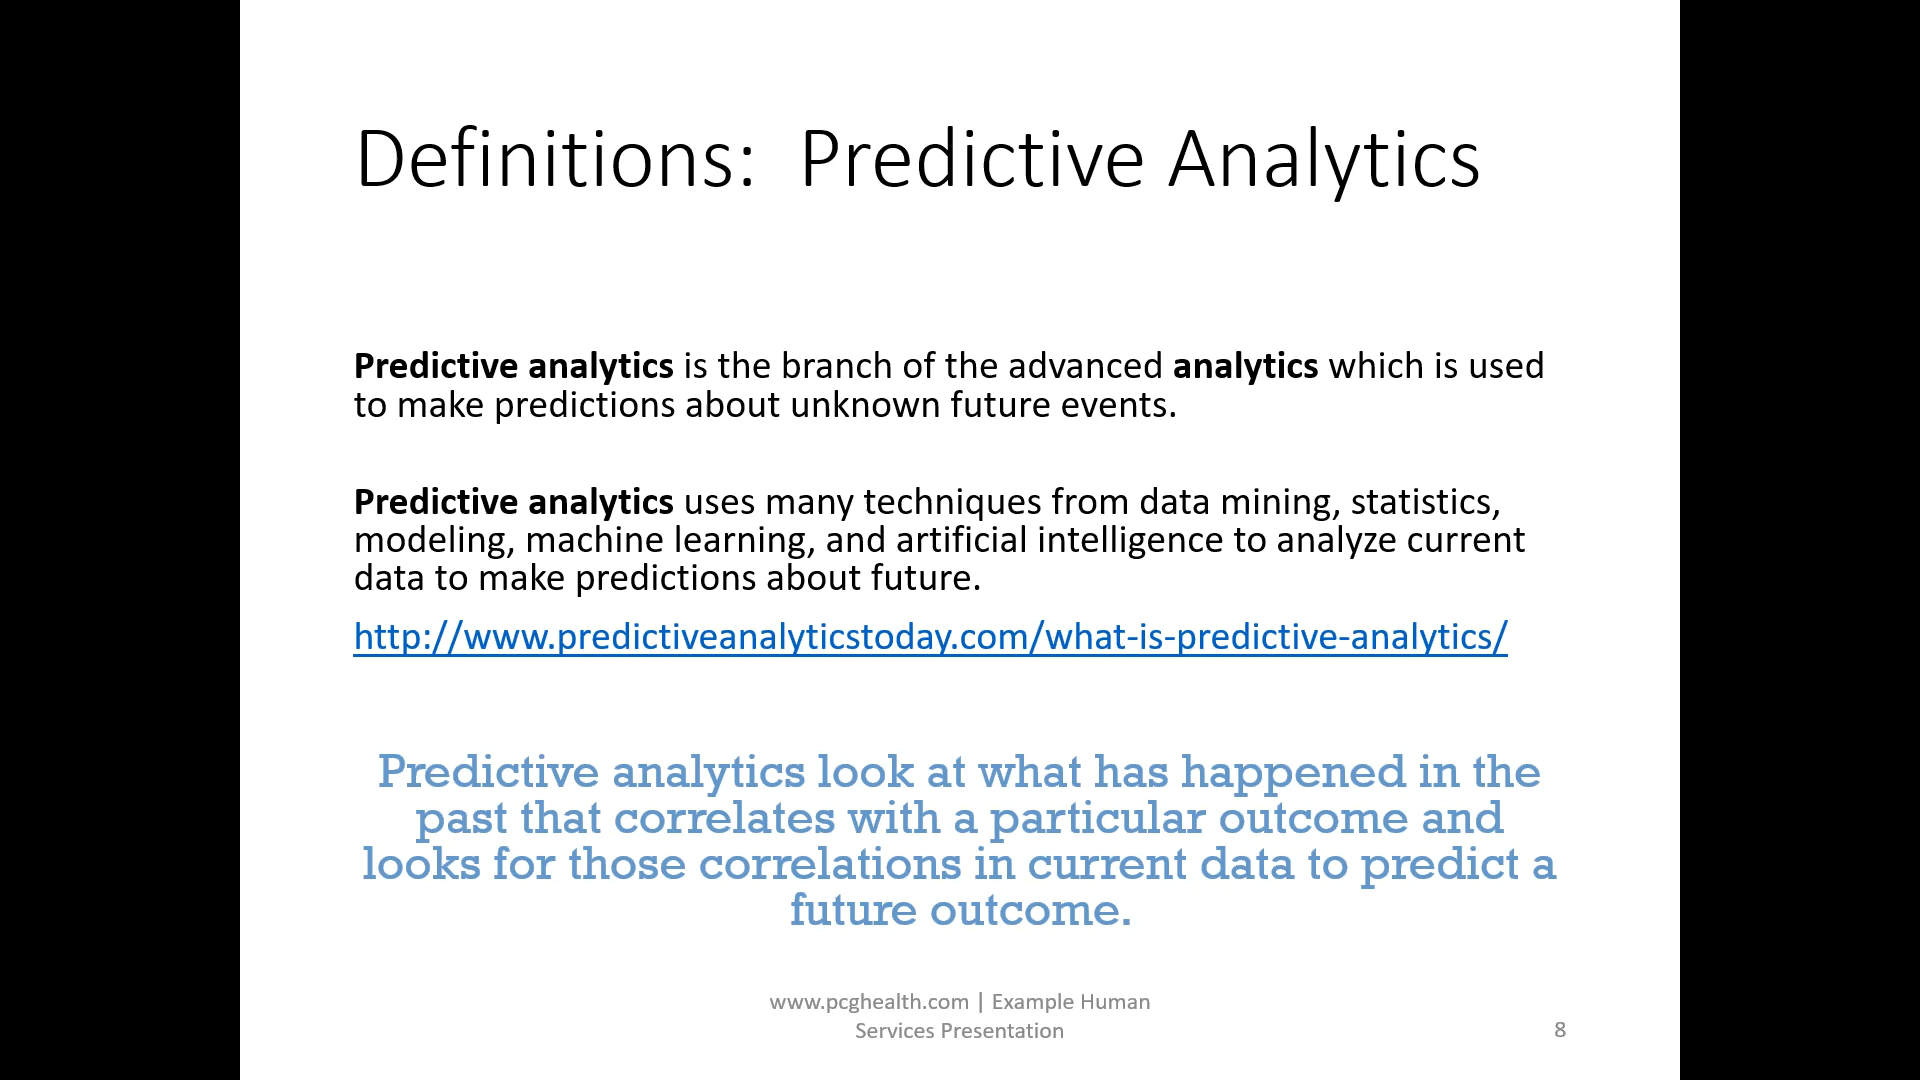 Definitions:  Predictive Analytics
Predictive analytics is the branch of the advanced analytics which is used
to make predictions about unknown future events.
Predictive analytics uses many techniques from data mining, statistics,
modeling, machine learning, and artificial intelligence to analyze current
data to make predictions about future.
http://www.predictiveanalyticstoday.com/what-is-predictive-analytics/
Predictive analytics look at what has happened in the
past that correlates with a particular outcome and
looks for those correlations in current data to predict a
future outcome.
www.pcghealth.com | Example Human
Services Presentation
8